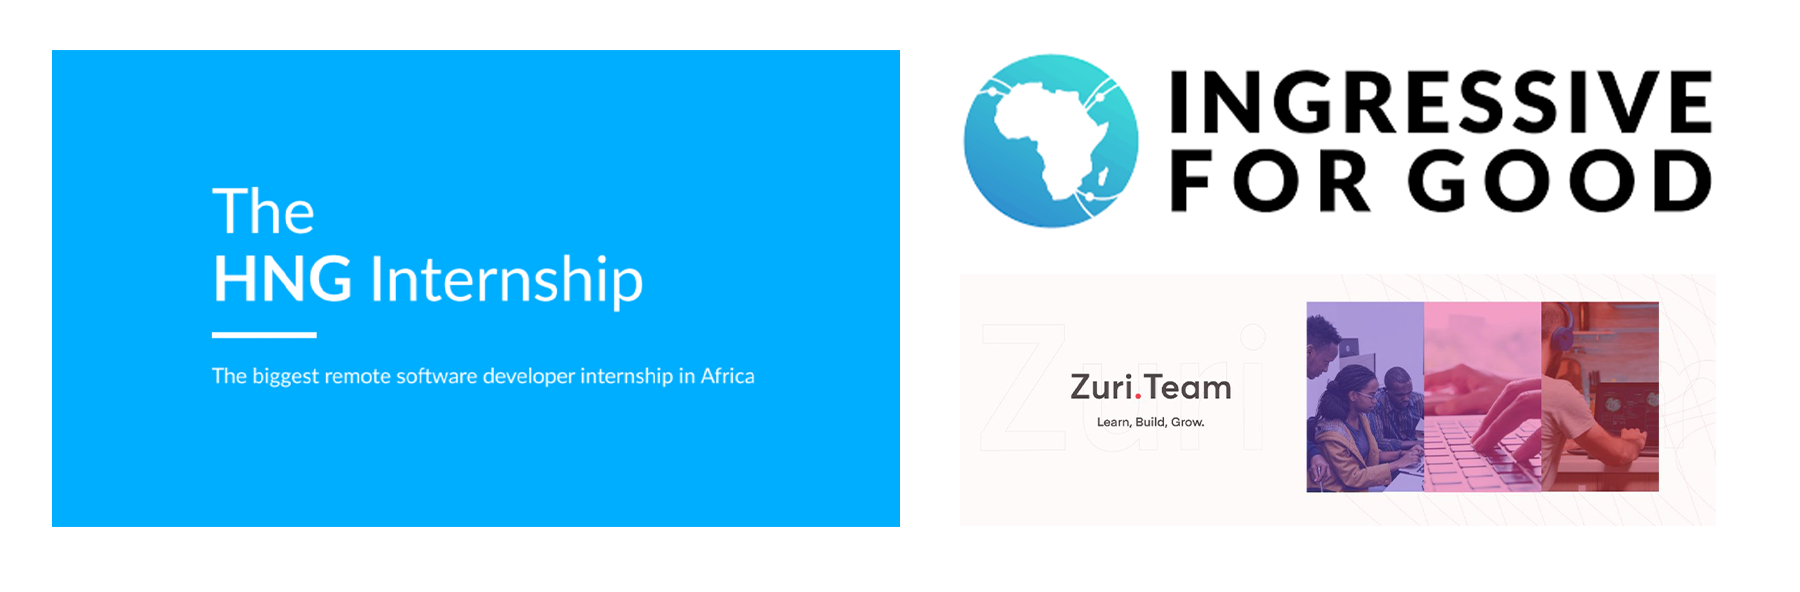 The
HNG Internship
The biggest remote software developer internship in Africa
INGRESSIVE
FOR GOOD
Zuri
Zuri.Team
Learn, Build, Grow.